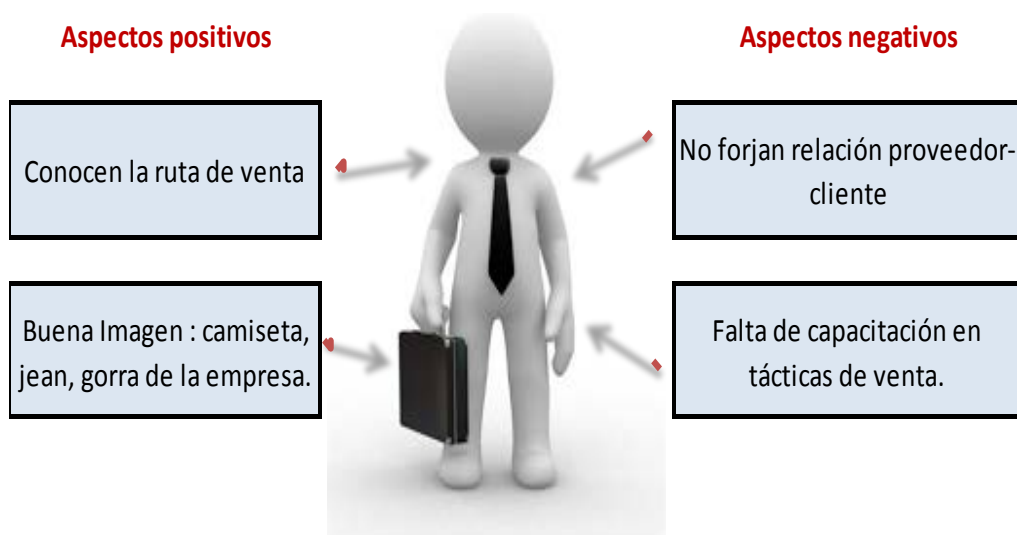 Aspectos positivos
Conocen la ruta de venta
Buena Imagen : camiseta,
jean, gorra de la empresa.
Aspectos negativos
No forjan relación proveedor-
cliente
Falta de capacitación en
tácticas de venta.